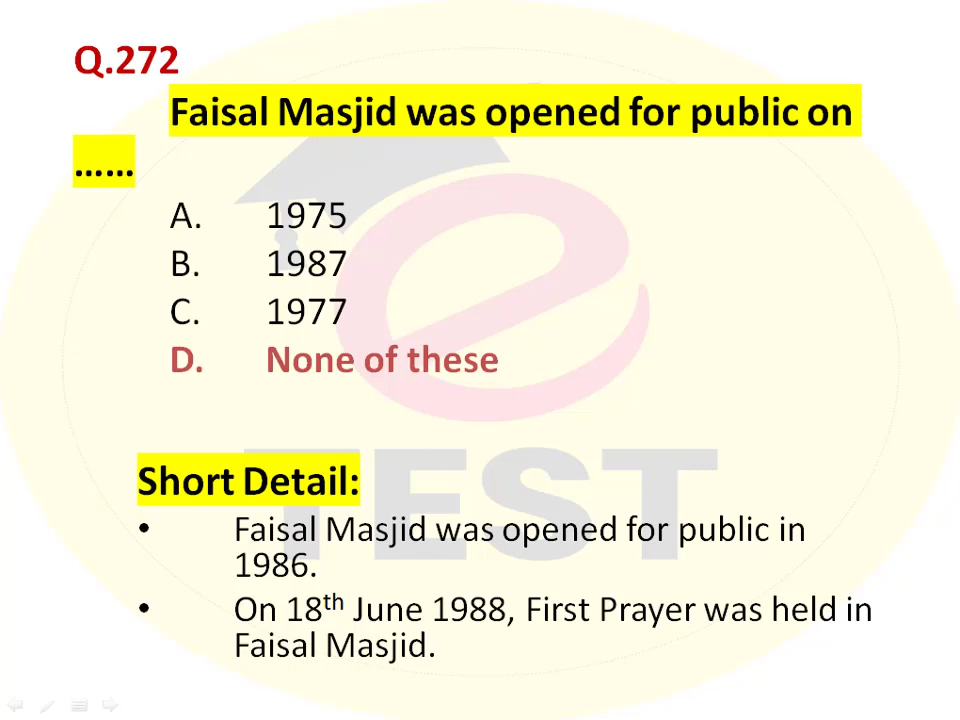 Q.272
Faisal Masjid was opened for public on
......
A. 1975
B. 1987
C. 1977
D. None of these
e
TEST
Short Detail:
• Faisal Masjid was opened for public in
1986.
• On 18th June 1988, First Prayer was held in
Faisal Masjid.